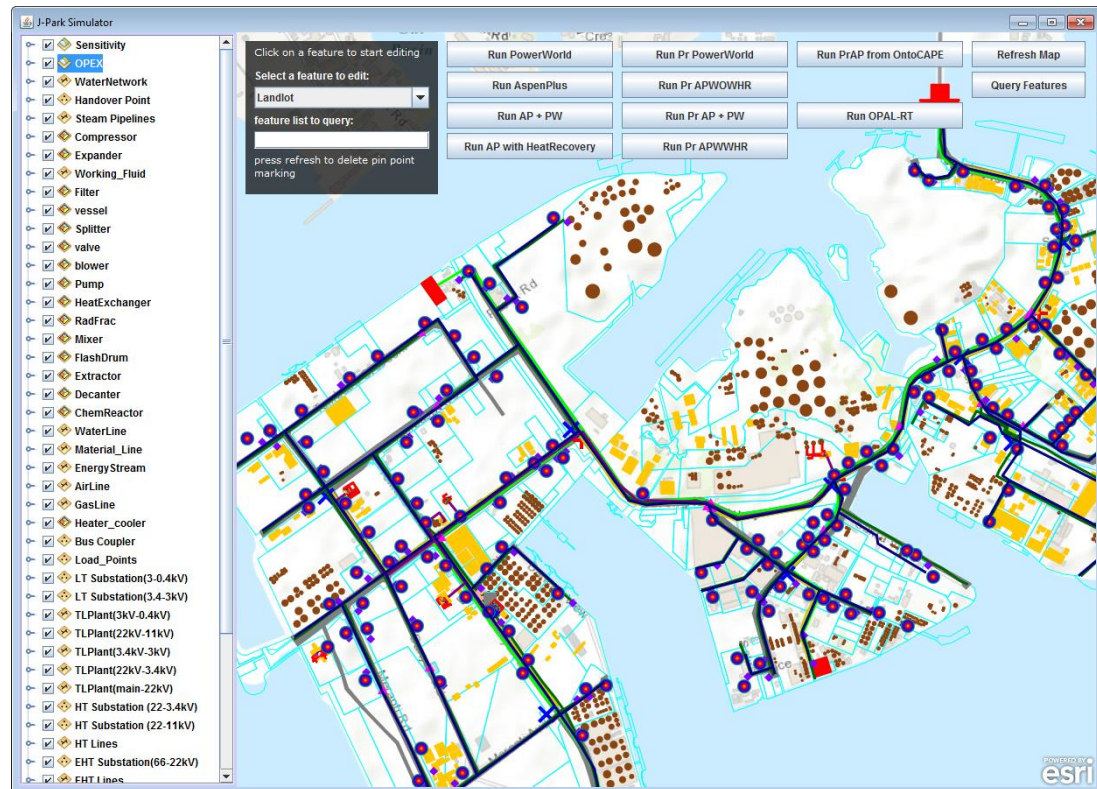 J-Park Simulator
Sensitivity
OPEX
WaterNetwork
Handover Point
Steam Pipelines
Compressor
Expander
Working_Fluid
Filter
vessel
Splitter
valve
blower
Pump
HeatExchanger
RadFrac
Mixer
FlashDrum
Extractor
Decanter
ChemReactor
WaterLine
Material_Line
EnergyStream
AirLine
GasLine
Heater_cooler
Bus Coupler
Load_Points
LT Substation(3-0.4kV)
LT Substation(3.4-3kV)
TLPlant(3kV-0.4kV)
TLPlant(22kV-11kV)
TLPlant(3.4kV-3kV)
TLPlant(22kV-3.4kV)
TLPlant(main-22kV)
HT Substation (22-3.4kV)
HT Substation (22-11kV)
HT Lines
EHT Substation(66-22kV)
EHT Lines
Click on a feature to start editing
Select a feature to edit:
Landlot
feature list to query:
press refresh to delete pin point
marking
Run PowerWorld
Run AspenPlus
Run AP + PW
Run AP with HeatRecovery
Run Pr PowerWorld
Run Pr APWOWHR
Run Pr AP + PW
Run Pr APWWHR
Run PrAP from OntoCAPE
Run OPAL-RT
Refresh Map
Query Features
Rd
POWERED BY
esri